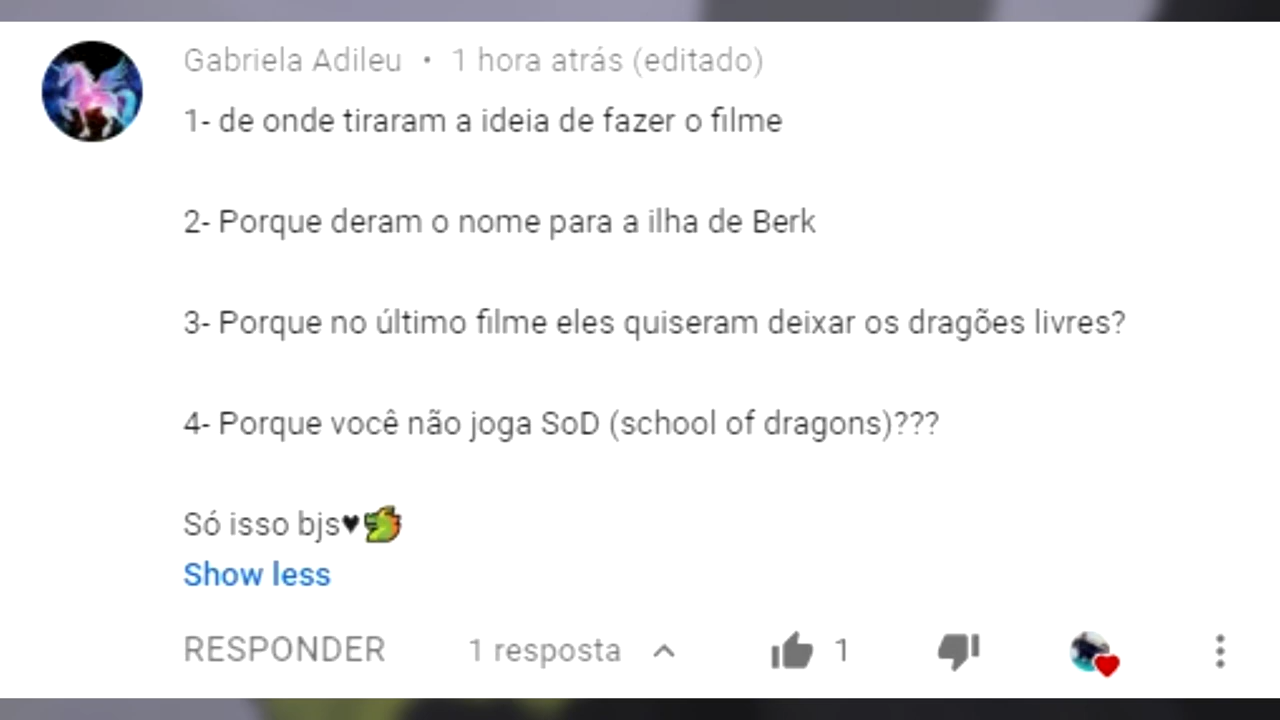 Gabriela Adileu • 1 hora atrás (editado)
1- de onde tiraram a ideia de fazer o filme
2- Porque deram o nome para a ilha de Berk
3- Porque no último filme eles quiseram deixar os dragões livres?
4- Porque você não joga SoD (school of dragons)???
Só isso bjs♥🐲
Show less
RESPONDER 1 resposta 1